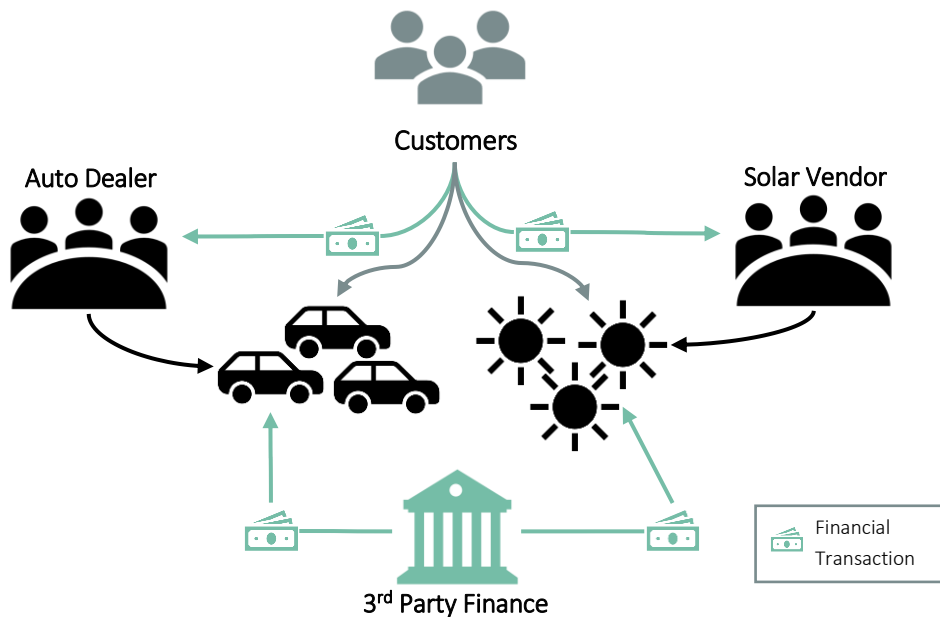 Customers
Auto Dealer
Solar Vendor
3rd Party Finance
Financial
Transaction